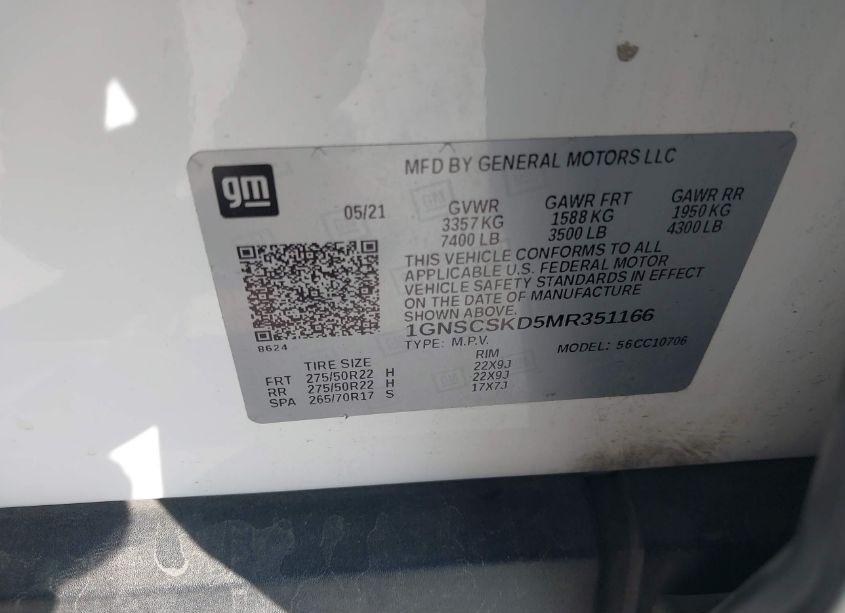 gm
MFD BY GENERAL MOTORS LLC
05/21
GVWR GAWR FRT GAWR RR
3357 KG 1588 KG 1950 KG
7400 LB 3500 LB 4300 LB
THIS VEHICLE CONFORMS TO ALL
APPLICABLE U.S. FEDERAL MOTOR
VEHICLE SAFETY STANDARDS IN EFFECT
ON THE DATE OF MANUFACTURE
SHOWN ABOVE.
1GNSCSKD5MR351166
TYPE: M.P.V. MODEL: 56CC10706
8624
TIRE SIZE RIM
FRT 275/50R22 H 22X9J
RR 275/50R22 H 22X9J
SPA 265/70R17 S 17X7J